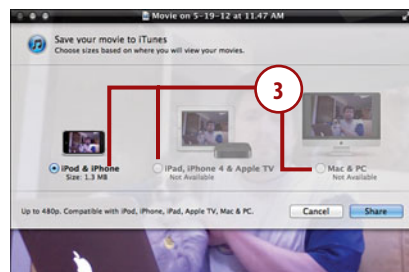 Movie on 5-19-12 at 11.47 AM
Save your movie to iTunes
Choose sizes based on where you will view your movies.
3
iPod & iPhone
Size: 1.3 MB
iPad, iPhone 4 & Apple TV
Not Available
Mac & PC
Not Available
Up to 480p. Compatible with iPod, iPhone, iPad, Apple TV, Mac & PC.
Cancel
Share